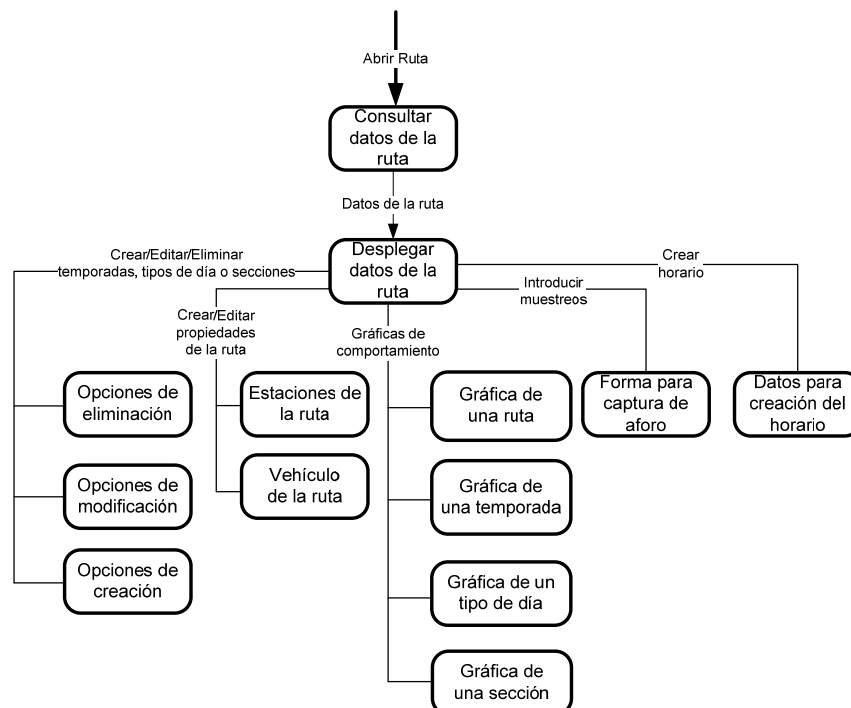 Abrir Ruta
Consultar
datos de la
ruta
Datos de la ruta
Desplegar
datos de la
ruta
Crear/Editar/Eliminar
temporadas, tipos de día o secciones
Crear/Editar
propiedades
de la ruta
Gráficas de
comportamiento
Introducir
muestreos
Crear
horario
Opciones de
eliminación
Opciones de
modificación
Opciones de
creación
Estaciones de
la ruta
Vehículo
de la ruta
Gráfica de
una ruta
Gráfica de
una temporada
Gráfica de un
tipo de día
Gráfica de
una sección
Forma para
captura de
aforo
Datos para
creación del
horario